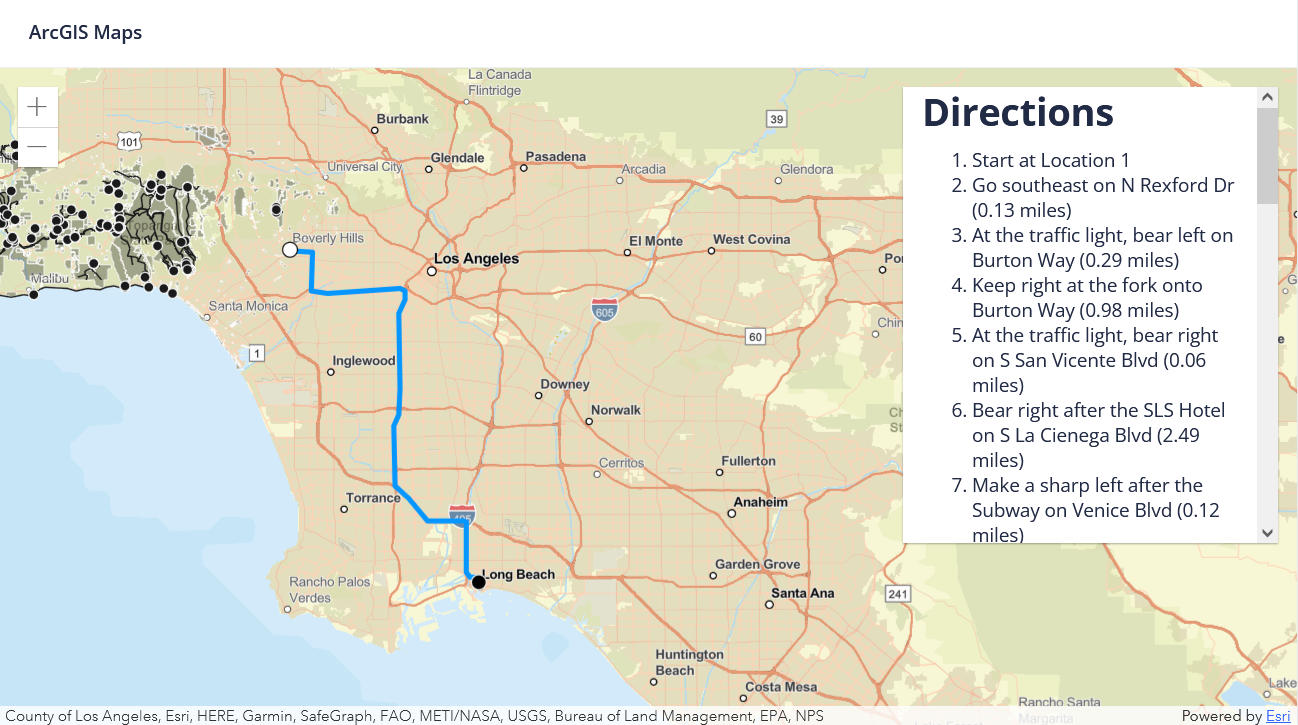 ArcGIS Maps
La Canada
Flintridge
39
Burbank
101
Glendale
Pasadena
Universal City
Arcadia
Glendora
Beverly Hills
El Monte
West Covina
Los Angeles
Malibu
Santa Monica
605
60
1
Inglewood
Downey
Norwalk
Cerritos
Fullerton
Torrance
Anaheim
405
Long Beach
Garden Grove
Rancho Palos
Verdes
Santa Ana
241
Huntington
Beach
Costa Mesa
Rancho Santa
Margarita
Lake
Directions
1. Start at Location 1
2. Go southeast on N Rexford Dr
(0.13 miles)
3. At the traffic light, bear left on
Burton Way (0.29 miles)
4. Keep right at the fork onto
Burton Way (0.98 miles)
5. At the traffic light, bear right
on S San Vicente Blvd (0.06
miles)
6. Bear right after the SLS Hotel
on S La Cienega Blvd (2.49
miles)
7. Make a sharp left after the
Subway on Venice Blvd (0.12
miles)
County of Los Angeles, Esri, HERE, Garmin, SafeGraph, FAO, METI/NASA, USGS, Bureau of Land Management, EPA, NPS
Powered by Esri